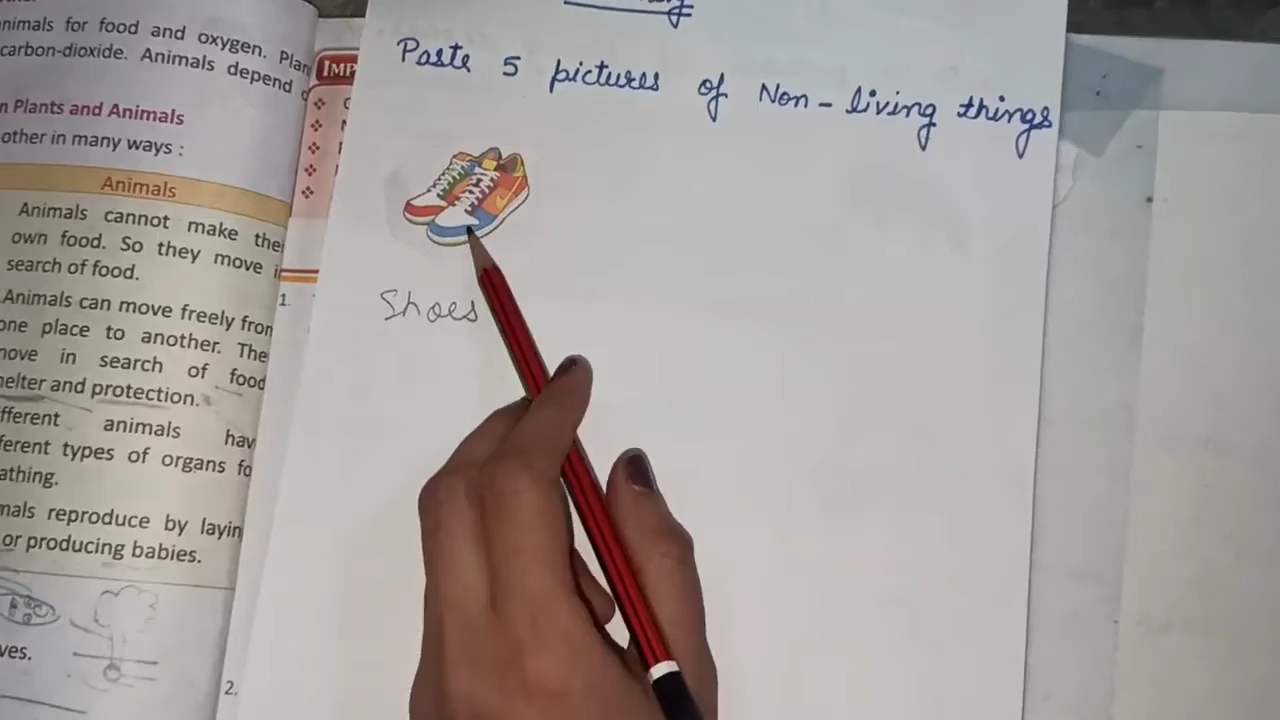 animals for food and oxygen.
carbon-dioxide. Animals depend
n Plants and Animals
other in many ways :
Animals
Animals cannot make the
own food. So they move i
search of food.
Animals can move freely fron
one place to another. The
move in search of food
helter and protection.
fferent animals hav
ferent types of organs fo
athing.
mals reproduce by layin
or producing babies.
ves.
IMP
1.
2.
Paste 5 pictures of Non-living things
Shoes